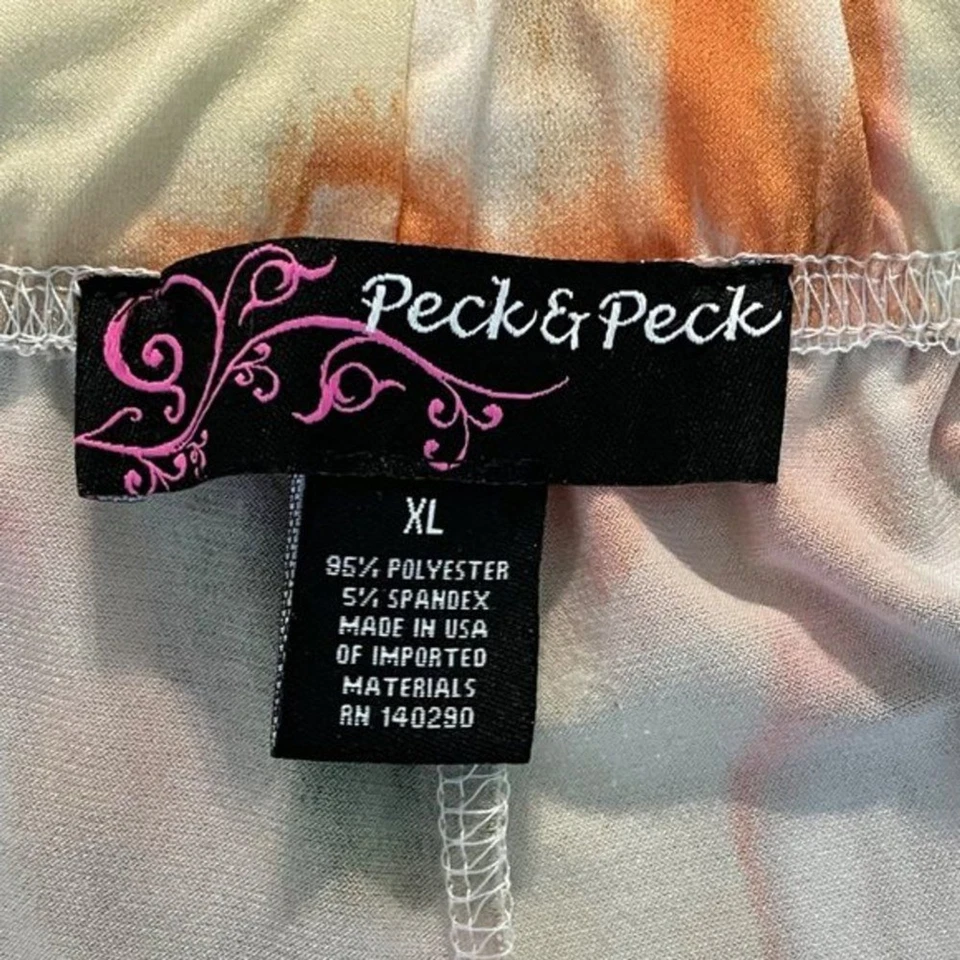 Peck & Peck
XL
95% POLYESTER
5% SPANDEX
MADE IN USA
OF IMPORTED
MATERIALS
RN 140290